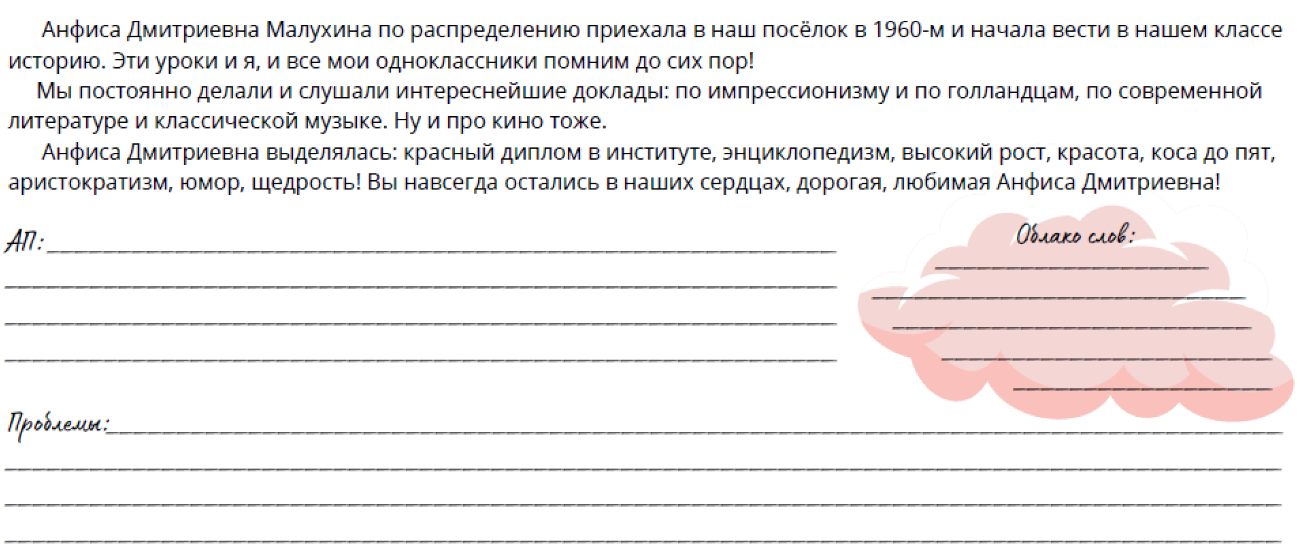 Анфиса Дмитриевна Малухина по распределению приехала в наш посёлок в 1960-м и начала вести в нашем классе
историю. Эти уроки и я, и все мои одноклассники помним до сих пор!
Мы постоянно делали и слушали интереснейшие доклады: по импрессионизму и по голландцам, по современной
литературе и классической музыке. Ну и про кино тоже.
Анфиса Дмитриевна выделялась: красный диплом в институте, энциклопедизм, высокий рост, красота, коса до пят,
аристократизм, юмор, щедрость! Вы навсегда остались в наших сердцах, дорогая, любимая Анфиса Дмитриевна!
АП:
Облако слов:
Проблемы: